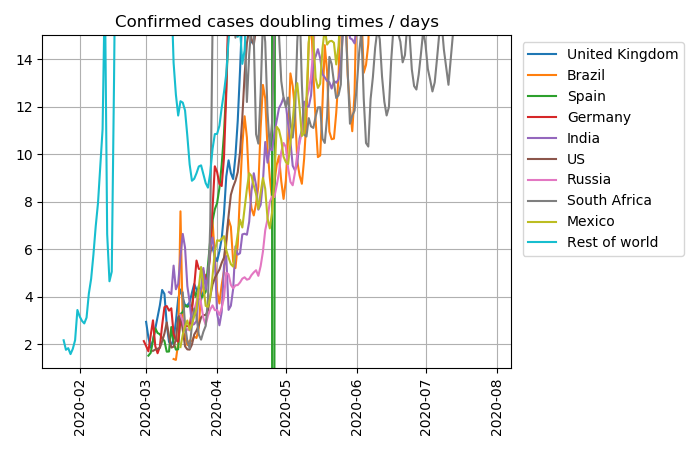 Confirmed cases doubling times / days
14
12
10
8
6
4
2
2020-02
2020-03
2020-04
2020-05
2020-06
2020-07
2020-08
United Kingdom
Brazil
Spain
Germany
India
US
Russia
South Africa
Mexico
Rest of world